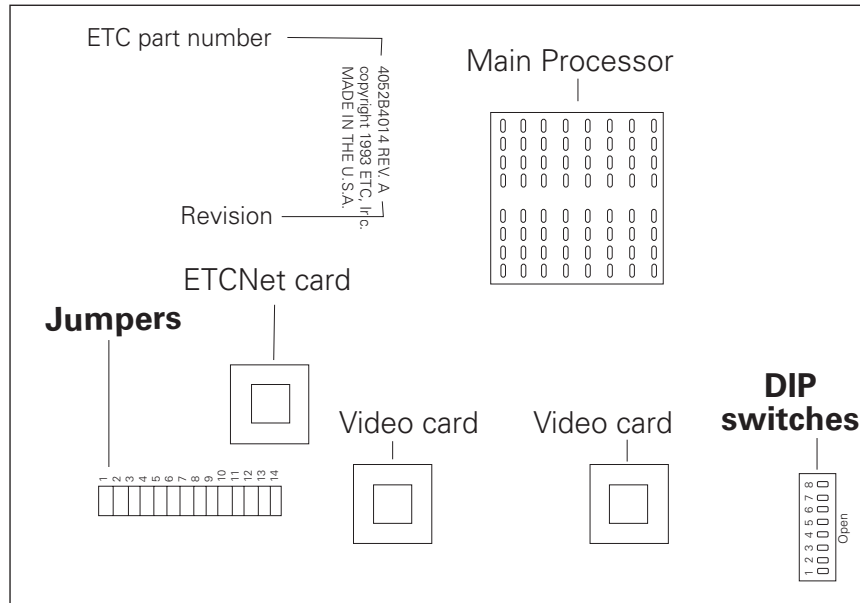 ETC part number
4052B4014 REV. A
copyright 1993 ETC, Inc.
MADE IN THE U.S.A.
Main Processor
Revision
ETCNet card
Jumpers
Video card
Video card
DIP
switches
1 2 3 4 5 6 7 8 9 10 11 12 13 14
1 2 3 4 5 6 7 8
Open